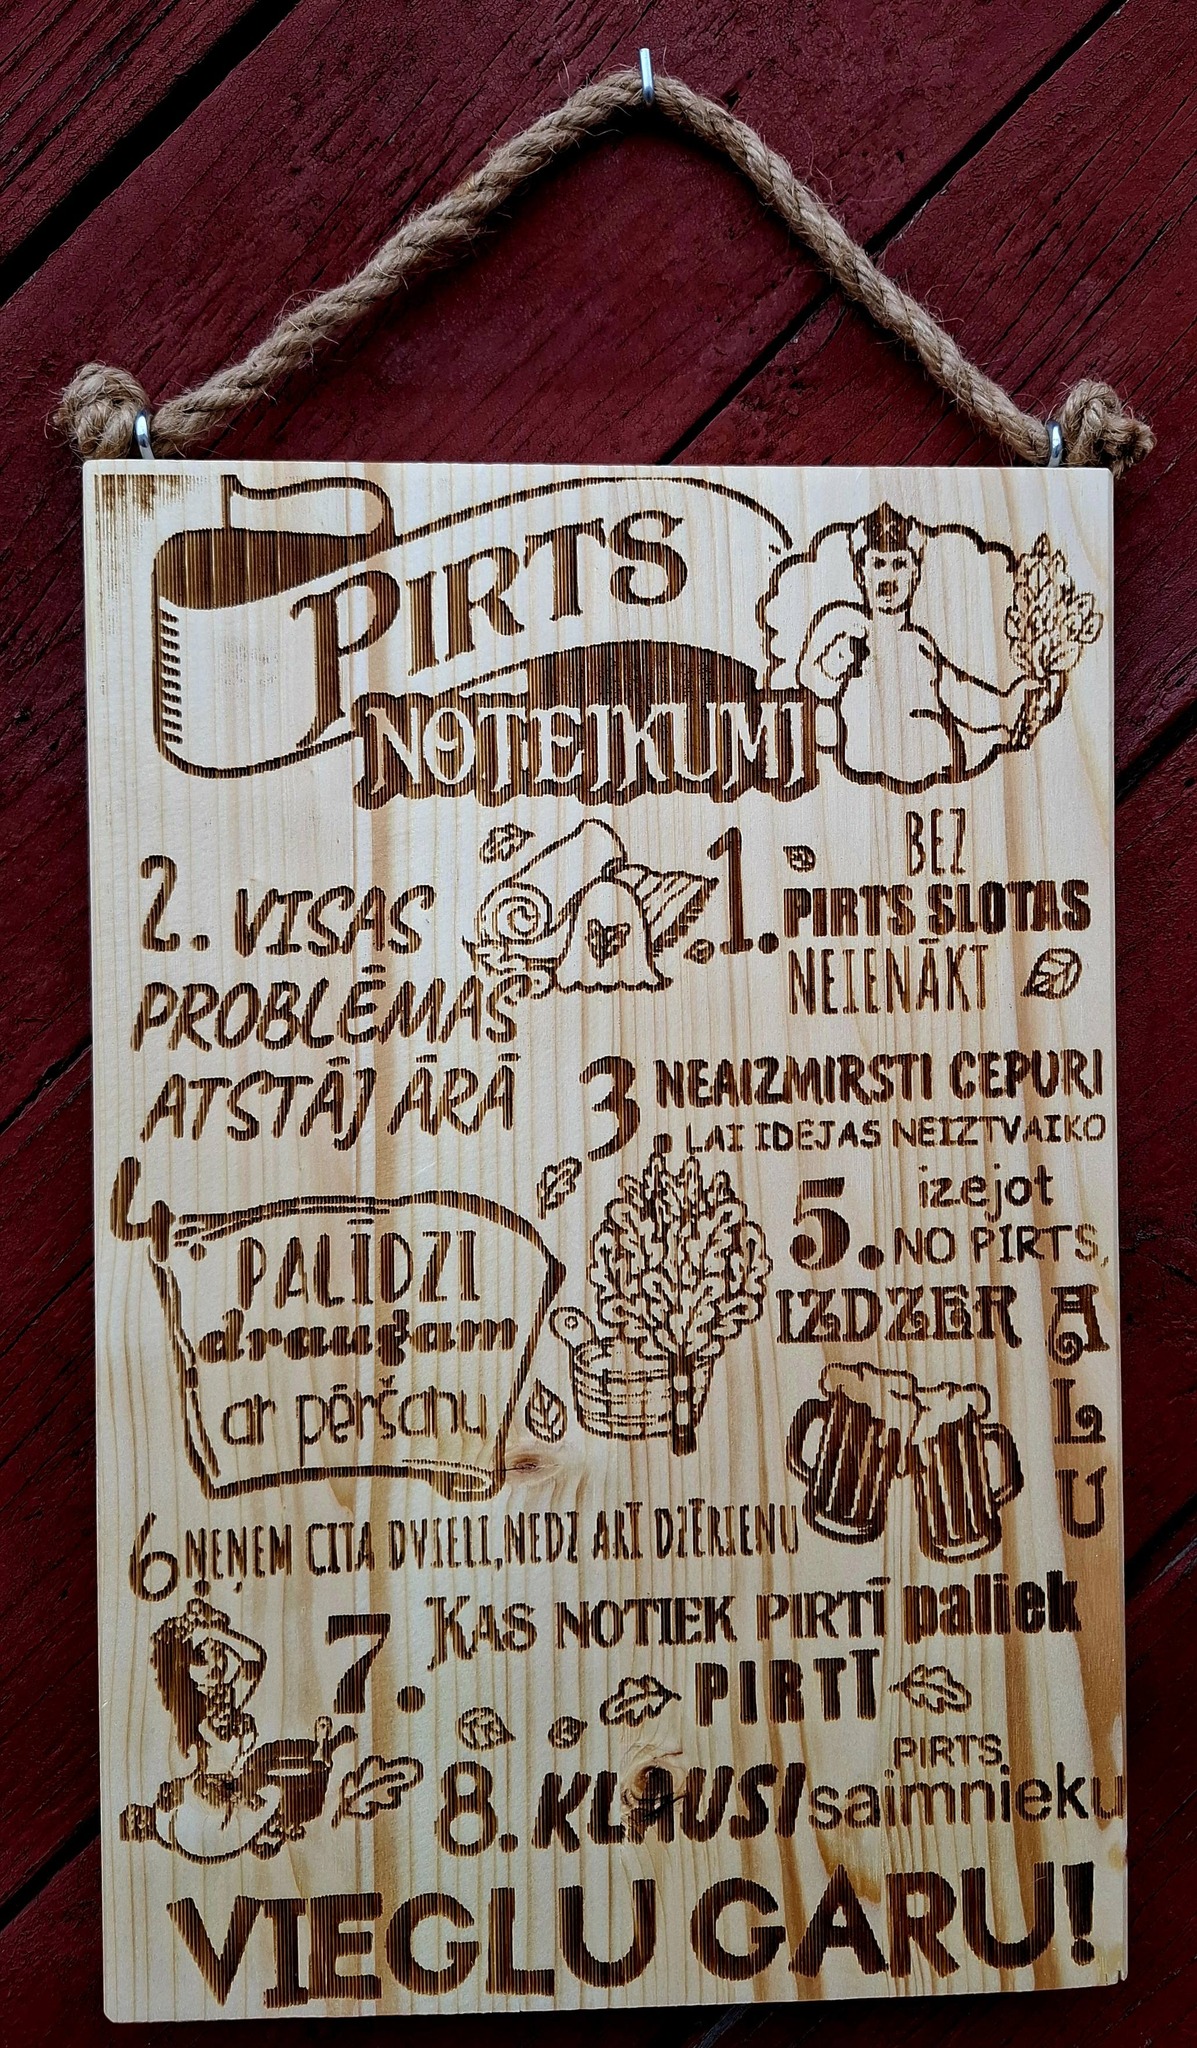 PIRTS
NOTEIKUMI
1. BEZ
PIRTS SLOTAS
NEIENĀKT
2. VISAS
PROBLĒMAS
ATSTĀJ ĀRĀ
3. NEAIZMIRSTI CEPURI
LAI IDEJAS NEIZTVAIKO
4. PALĪDZI
draugam
ar pēršanu
5. izejot
NO PIRTS,
IZDZER ALU
6. NEŅEM CITA DVIELI, NEDZ ARĪ DZĒRIENU
7. KAS NOTIEK PIRTĪ paliek
PIRTĪ
8. KLAUSI PIRTS saimnieku
VIEGLU GARU!